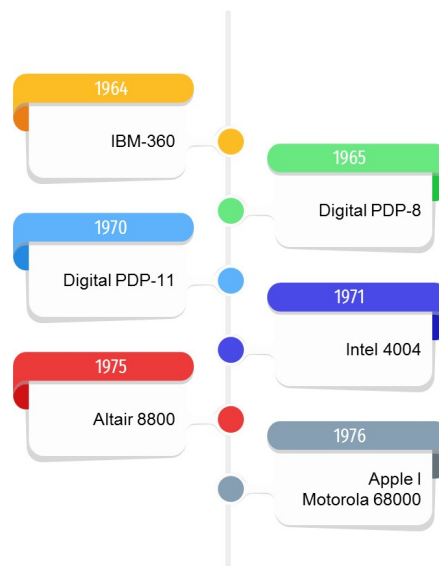 1964
IBM-360
1965
Digital PDP-8
1970
Digital PDP-11
1971
Intel 4004
1975
Altair 8800
1976
Apple I
Motorola 68000